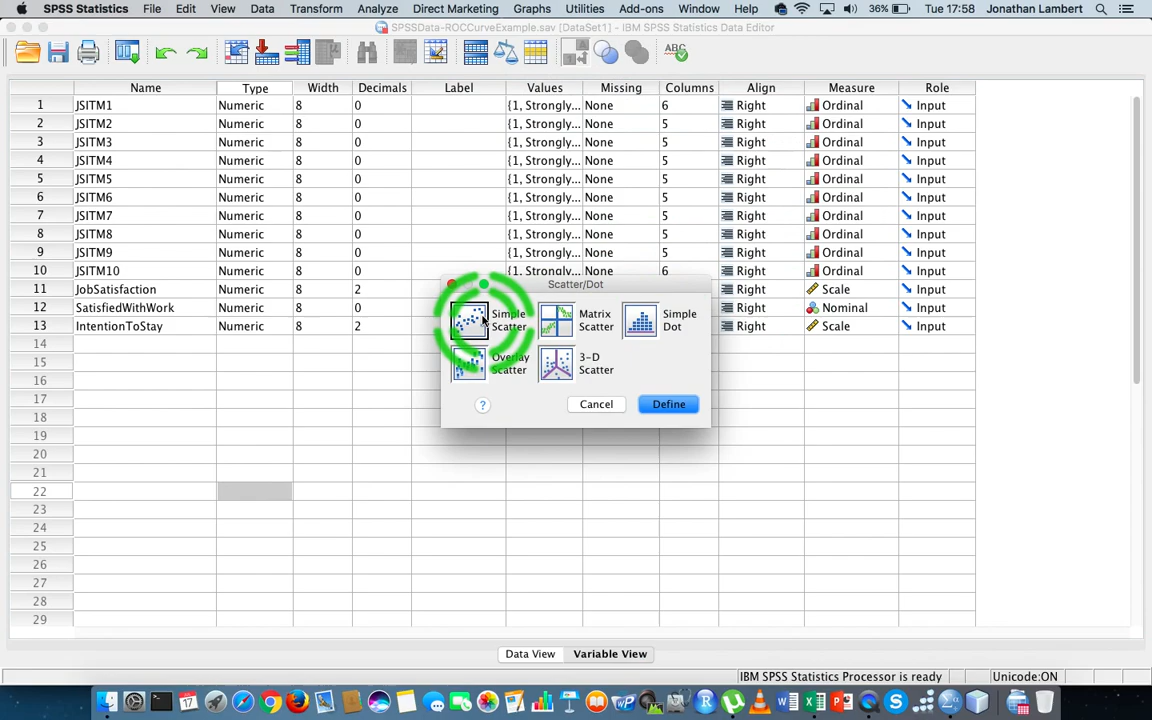 SPSS Statistics File Edit View Data Transform Analyze Direct Marketing Graphs Utilities Add-ons Window Help 36% Tue 17:58 Jonathan Lambert
SPSSData-ROCCurveExample.sav [DataSet1] - IBM SPSS Statistics Data Editor
Name Type Width Decimals Label Values Missing Columns Align Measure Role
1 JSITM1 Numeric 8 0 {1, Strongly... None 6 Right Ordinal Input
2 JSITM2 Numeric 8 0 {1, Strongly... None 5 Right Ordinal Input
3 JSITM3 Numeric 8 0 {1, Strongly... None 5 Right Ordinal Input
4 JSITM4 Numeric 8 0 {1, Strongly... None 5 Right Ordinal Input
5 JSITM5 Numeric 8 0 {1, Strongly... None 5 Right Ordinal Input
6 JSITM6 Numeric 8 0 {1, Strongly... None 5 Right Ordinal Input
7 JSITM7 Numeric 8 0 {1, Strongly... None 5 Right Ordinal Input
8 JSITM8 Numeric 8 0 {1, Strongly... None 5 Right Ordinal Input
9 JSITM9 Numeric 8 0 {1, Strongly... None 5 Right Ordinal Input
10 JSITM10 Numeric 8 0 {1, Strongly... None 6 Right Ordinal Input
11 JobSatisfaction Numeric 8 2 Scale Input
12 SatisfiedWithWork Numeric 8 0 Nominal Input
13 IntentionToStay Numeric 8 2 Scale Input
14
15
16
17
18
19
20
21
22
23
24
25
26
27
28
29
Scatter/Dot
Simple Scatter
Matrix Scatter
Simple Dot
Overlay Scatter
3-D Scatter
? Cancel Define
Data View Variable View
IBM SPSS Statistics Processor is ready Unicode:ON